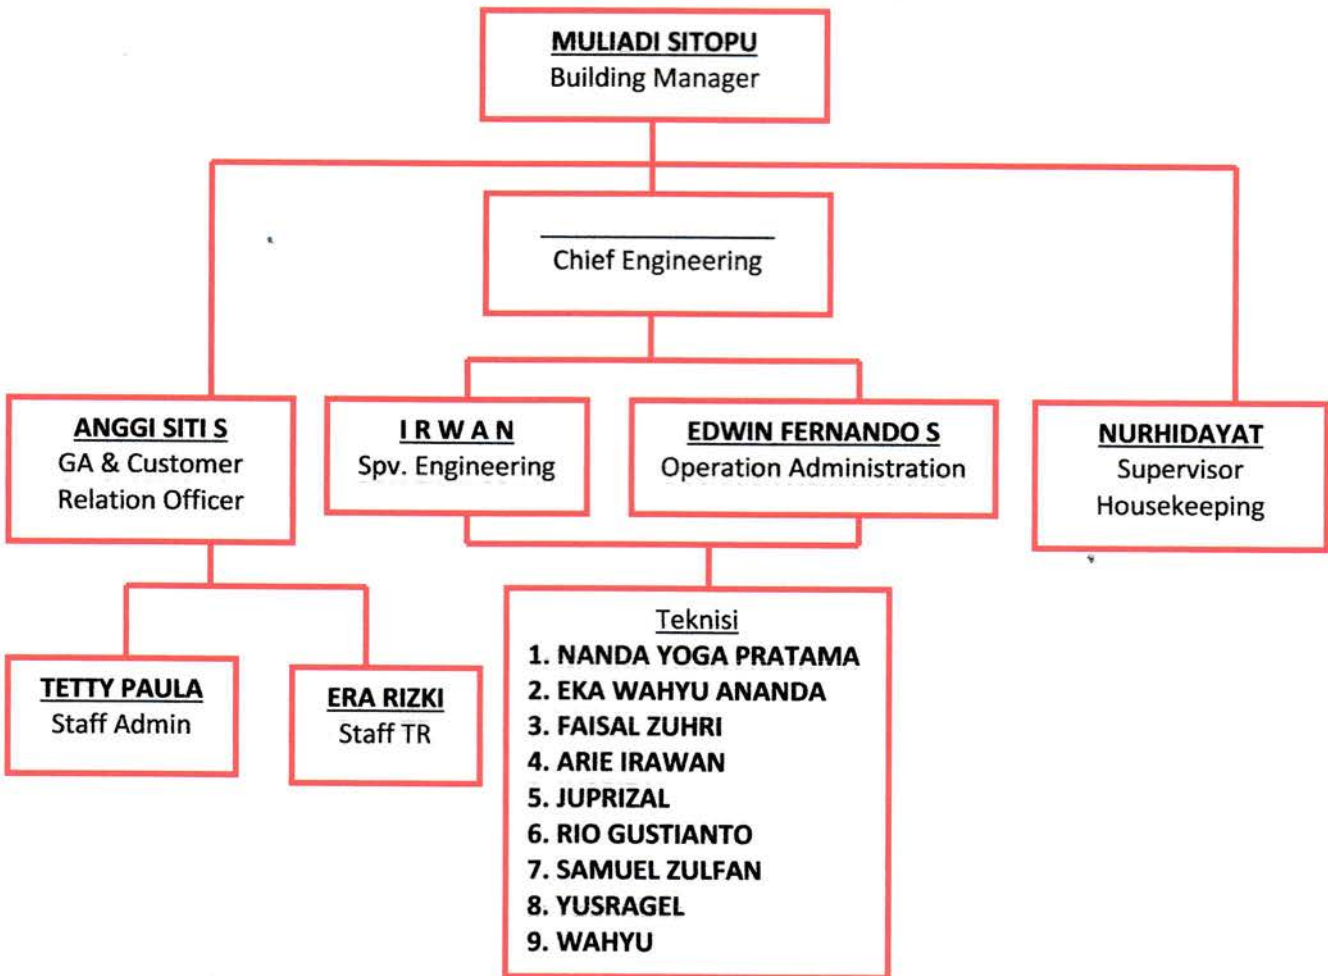 MULIADI SITOPU
Building Manager
Chief Engineering
ANGGI SITI S
GA & Customer
Relation Officer
I R W A N
Spv. Engineering
EDWIN FERNANDO S
Operation Administration
NURHIDAYAT
Supervisor
Housekeeping
TETTY PAULA
Staff Admin
ERA RIZKI
Staff TR
Teknisi
1. NANDA YOGA PRATAMA
2. EKA WAHYU ANANDA
3. FAISAL ZUHRI
4. ARIE IRAWAN
5. JUPRIZAL
6. RIO GUSTIANTO
7. SAMUEL ZULFAN
8. YUSRAGEL
9. WAHYU